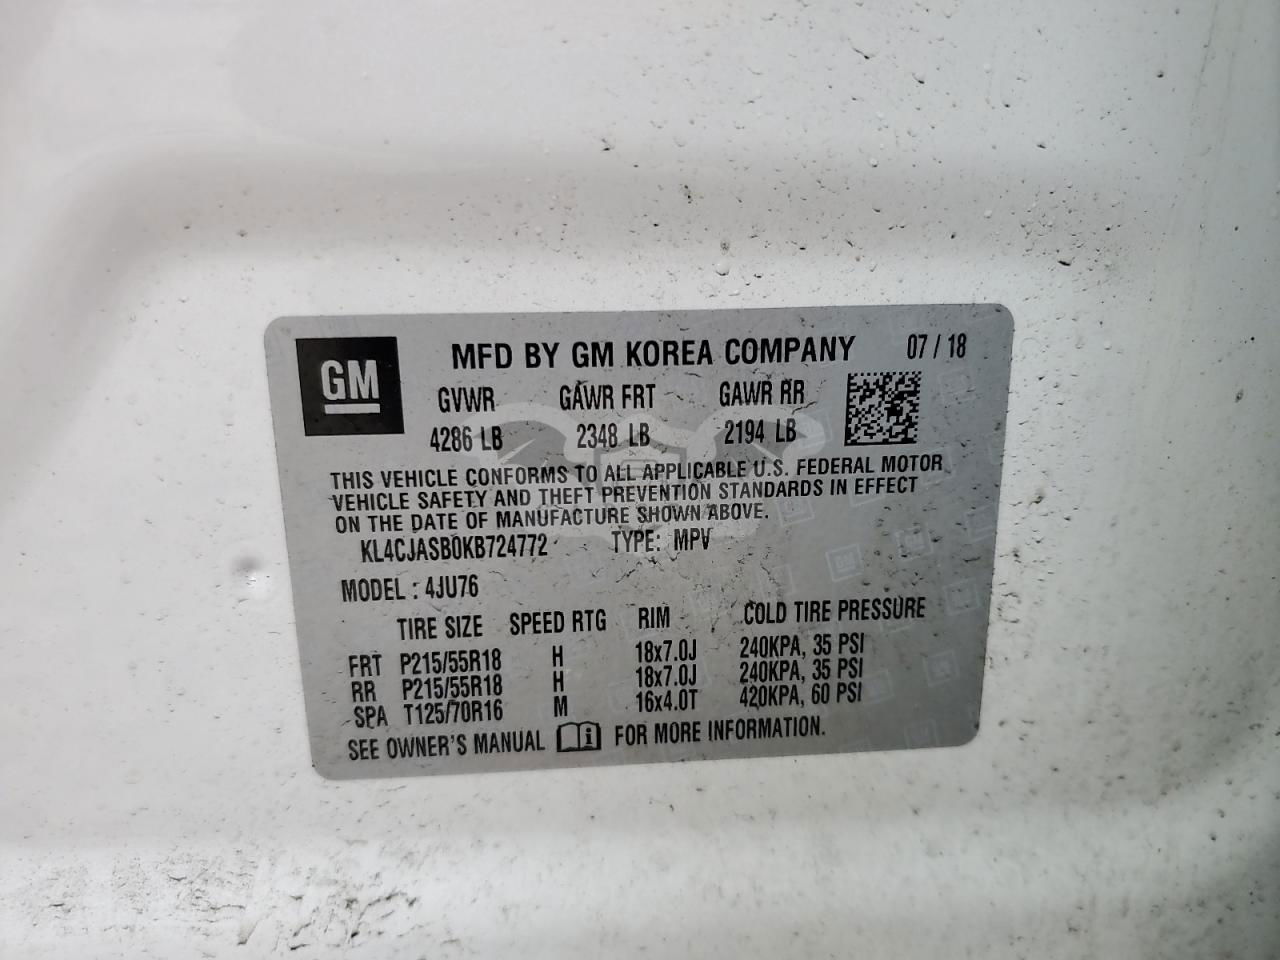 GM
MFD BY GM KOREA COMPANY 07 / 18
GVWR GAWR FRT GAWR RR
4286 LB 2348 LB 2194 LB
THIS VEHICLE CONFORMS TO ALL APPLICABLE U.S. FEDERAL MOTOR
VEHICLE SAFETY AND THEFT PREVENTION STANDARDS IN EFFECT
ON THE DATE OF MANUFACTURE SHOWN ABOVE.
KL4CJASB0KB724772 TYPE: MPV
MODEL : 4JU76
TIRE SIZE SPEED RTG RIM COLD TIRE PRESSURE
FRT P215/55R18 H 18x7.0J 240KPA, 35 PSI
RR P215/55R18 H 18x7.0J 240KPA, 35 PSI
SPA T125/70R16 M 16x4.0T 420KPA, 60 PSI
SEE OWNER'S MANUAL FOR MORE INFORMATION.